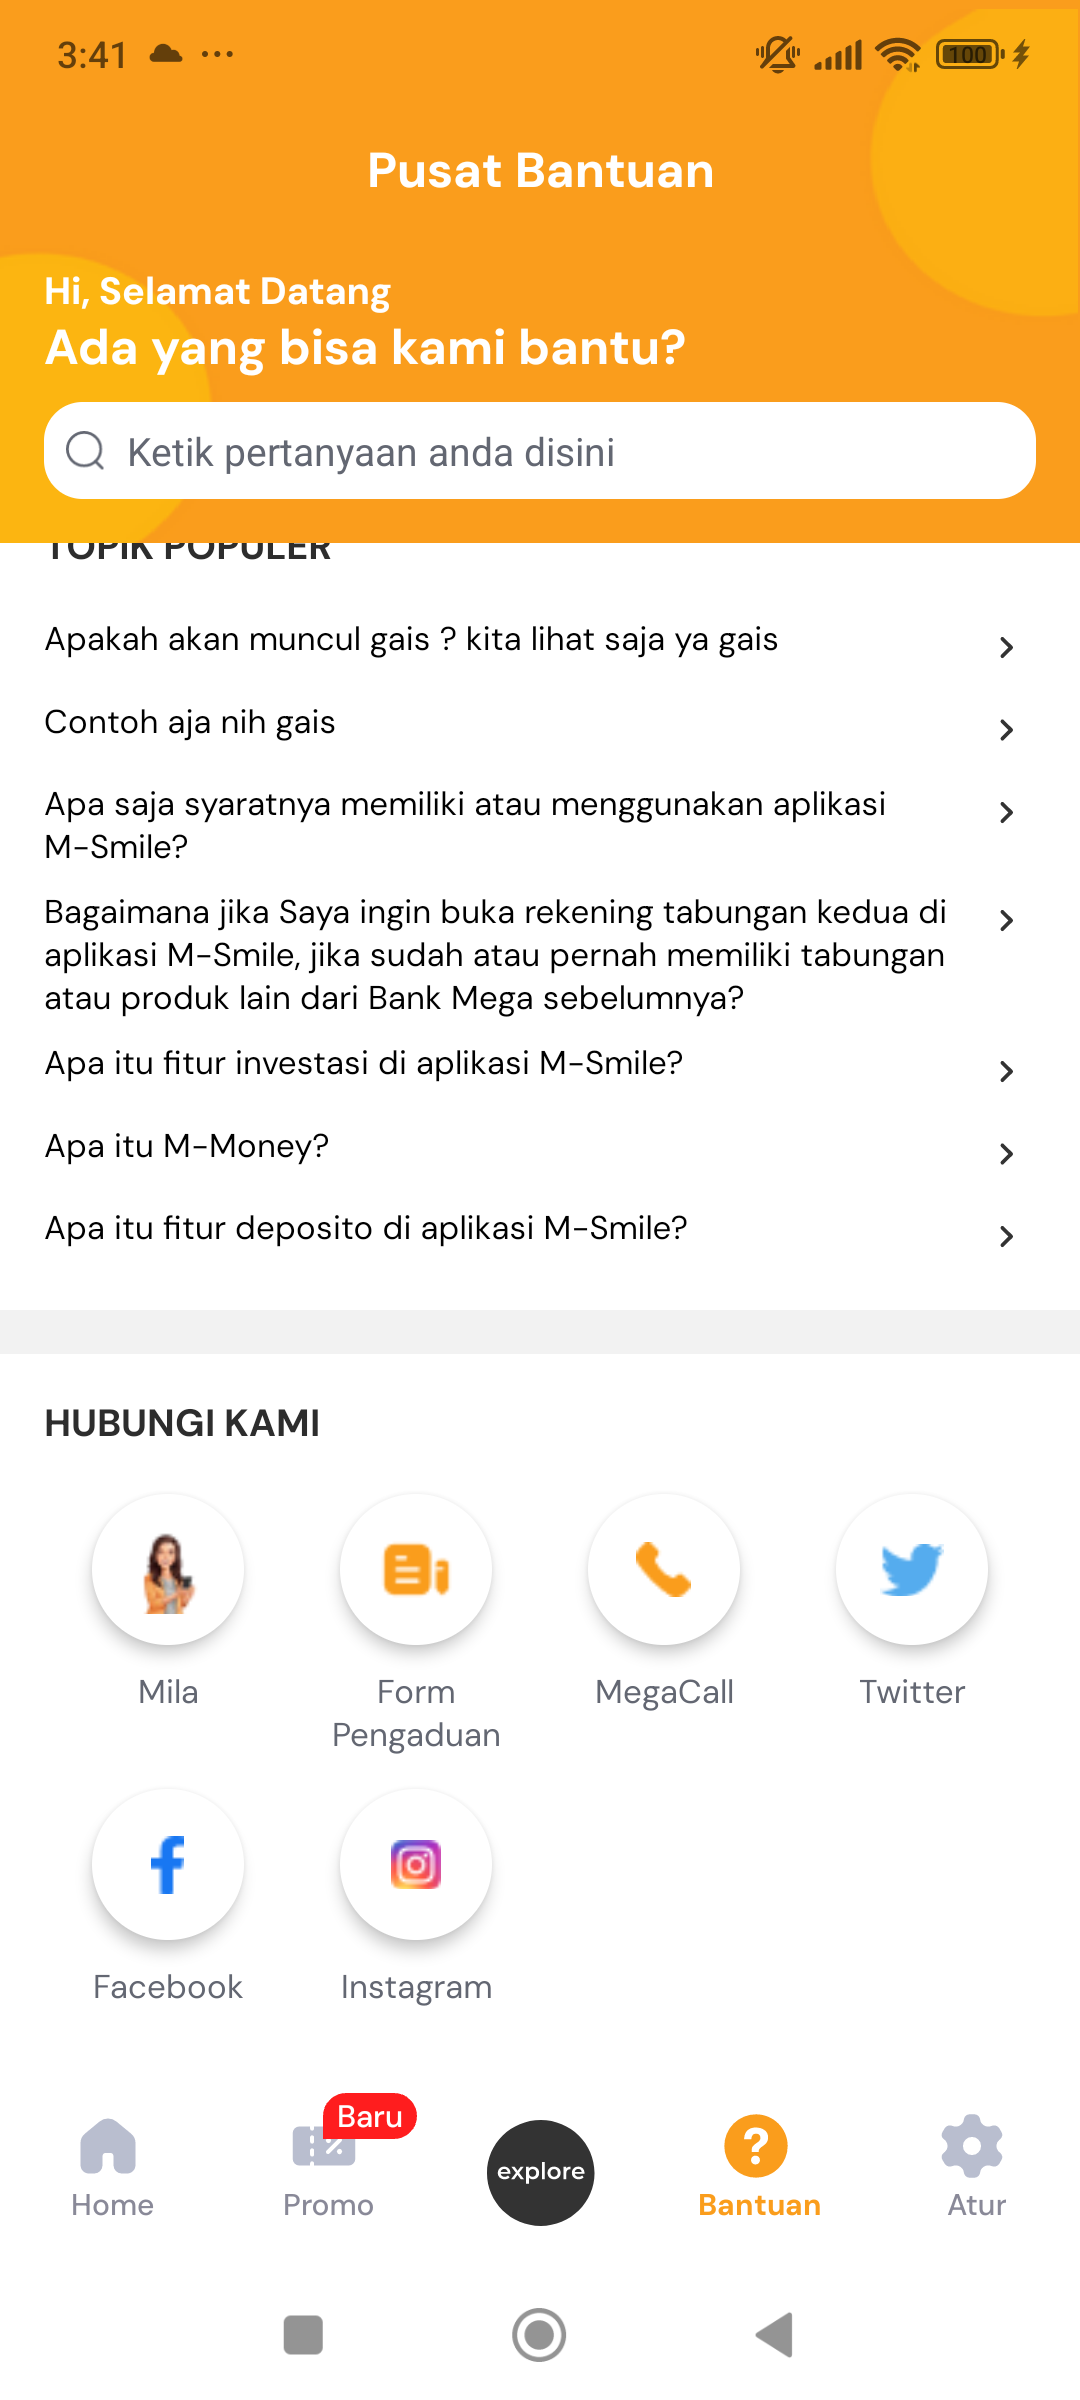 3:41
100
Pusat Bantuan
Hi, Selamat Datang
Ada yang bisa kami bantu?
Ketik pertanyaan anda disini
TOPIK POPULER
Apakah akan muncul gais ? kita lihat saja ya gais
Contoh aja nih gais
Apa saja syaratnya memiliki atau menggunakan aplikasi
M-Smile?
Bagaimana jika Saya ingin buka rekening tabungan kedua di
aplikasi M-Smile, jika sudah atau pernah memiliki tabungan
atau produk lain dari Bank Mega sebelumnya?
Apa itu fitur investasi di aplikasi M-Smile?
Apa itu M-Money?
Apa itu fitur deposito di aplikasi M-Smile?
HUBUNGI KAMI
Mila
Form
Pengaduan
MegaCall
Twitter
Facebook
Instagram
Baru
Home
Promo
explore
Bantuan
Atur